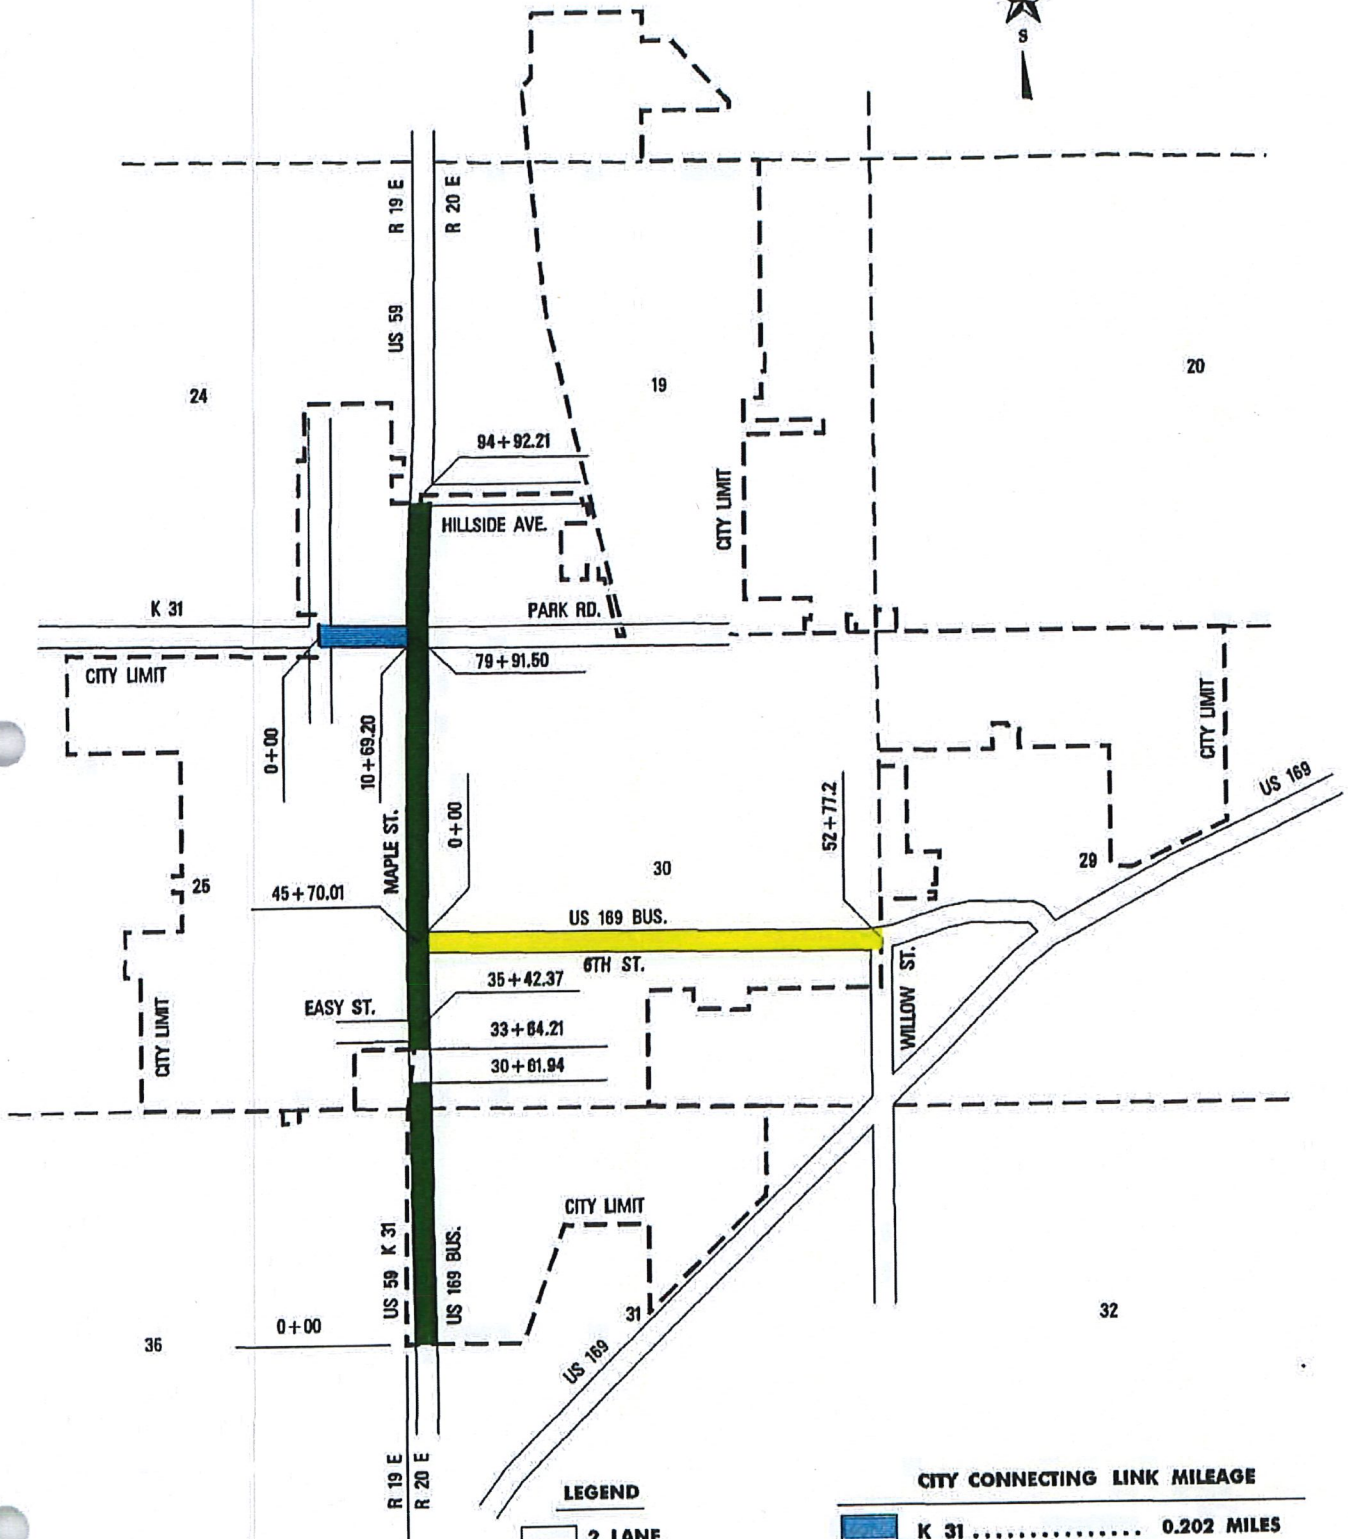 S
R 19 E
R 20 E
US 59
24
19
20
94+92.21
HILLSIDE AVE.
CITY LIMIT
K 31
PARK RD.
79+91.50
CITY LIMIT
CITY LIMIT
0+00
10+69.20
MAPLE ST.
0+00
52+77.2
US 169
25
45+70.01
30
29
US 169 BUS.
6TH ST.
WILLOW ST.
35+42.37
EASY ST.
33+64.21
30+61.94
CITY LIMIT
CITY LIMIT
US 59 K 31
US 169 BUS.
0+00
36
31
32
US 169
R 19 E
R 20 E
LEGEND
2 LANE
CITY CONNECTING LINK MILEAGE
K 31 ................ 0.202 MILES